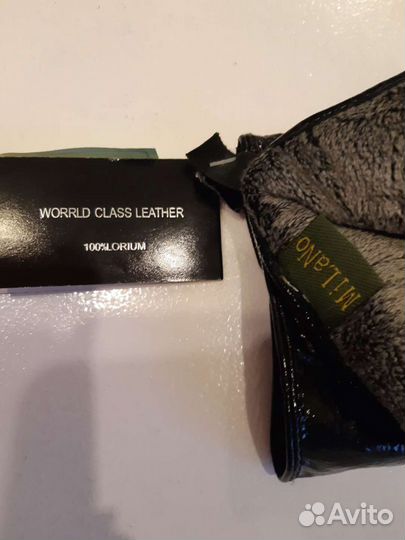 WORRLD CLASS LEATHER
100%LORIUM
MiLaNo
Avito